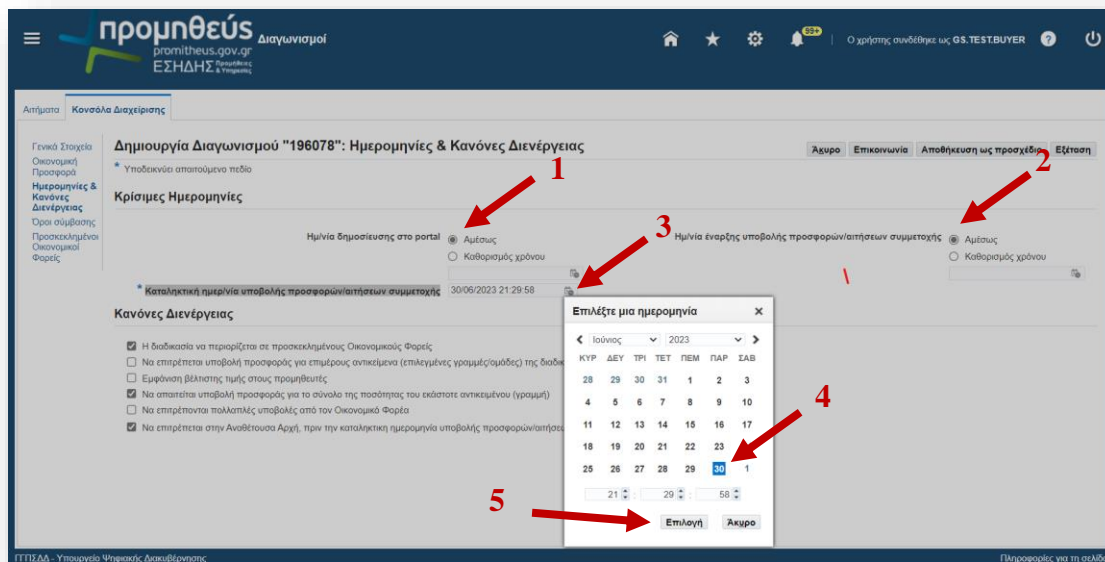 προμηθεύς Διαγωνισμοί
promitheus.gov.gr
ΕΣΗΔΗΣ Προμήθειες & Υπηρεσίες
99+
Ο χρήστης συνδέθηκε ως GS.TEST.BUYER ?
Αιτήματα Κονσόλα Διαχείρισης
Γενικά Στοιχεία
Οικονομική Προσφορά
Ημερομηνίες & Κανόνες Διενέργειας
Όροι σύμβασης
Προσκεκλημένοι Οικονομικοί Φορείς
Δημιουργία Διαγωνισμού "196078": Ημερομηνίες & Κανόνες Διενέργειας
Άκυρο Επικοινωνία Αποθήκευση ως προσχέδιο Εξέταση
* Υποδεικνύει απαιτούμενο πεδίο
1
2
Κρίσιμες Ημερομηνίες
3
Ημ/νία δημοσίευσης στο portal Αμέσως
Καθορισμός χρόνου
Ημ/νία έναρξης υποβολής προσφορών/αιτήσεων συμμετοχής Αμέσως
Καθορισμός χρόνου
* Καταληκτική ημερ/νία υποβολής προσφορών/αιτήσεων συμμετοχής 30/06/2023 21:29:58
Κανόνες Διενέργειας
Η διαδικασία να περιορίζεται σε προσκεκλημένους Οικονομικούς Φορείς
Να επιτρέπεται υποβολή προσφοράς για επιμέρους αντικείμενα (επιλεγμένες γραμμές/ομάδες) της διαδικ
Εμφάνιση βέλτιστης τιμής στους προμηθευτές
Να απαιτείται υποβολή προσφοράς για το σύνολο της ποσότητας του εκάστοτε αντικειμένου (γραμμή)
Να επιτρέπονται πολλαπλές υποβολές από τον Οικονομικό Φορέα
Να επιτρέπεται στην Αναθέτουσα Αρχή, πριν την καταληκτικη ημερομηνία υποβολής προσφορών/αιτήσε
Επιλέξτε μια ημερομηνία ×
Ιούνιος 2023
ΚΥΡ ΔΕΥ ΤΡΙ ΤΕΤ ΠΕΜ ΠΑΡ ΣΑΒ
28 29 30 31 1 2 3
4 5 6 7 8 9 10
11 12 13 14 15 16 17
18 19 20 21 22 23
25 26 27 28 29 30 1
4
21 : 29 : 58
5
Επιλογή Άκυρο
ΓΓΠΣΔΔ - Υπουργείο Ψηφιακής Διακυβέρνησης
Πληροφορίες για τη σελίδα